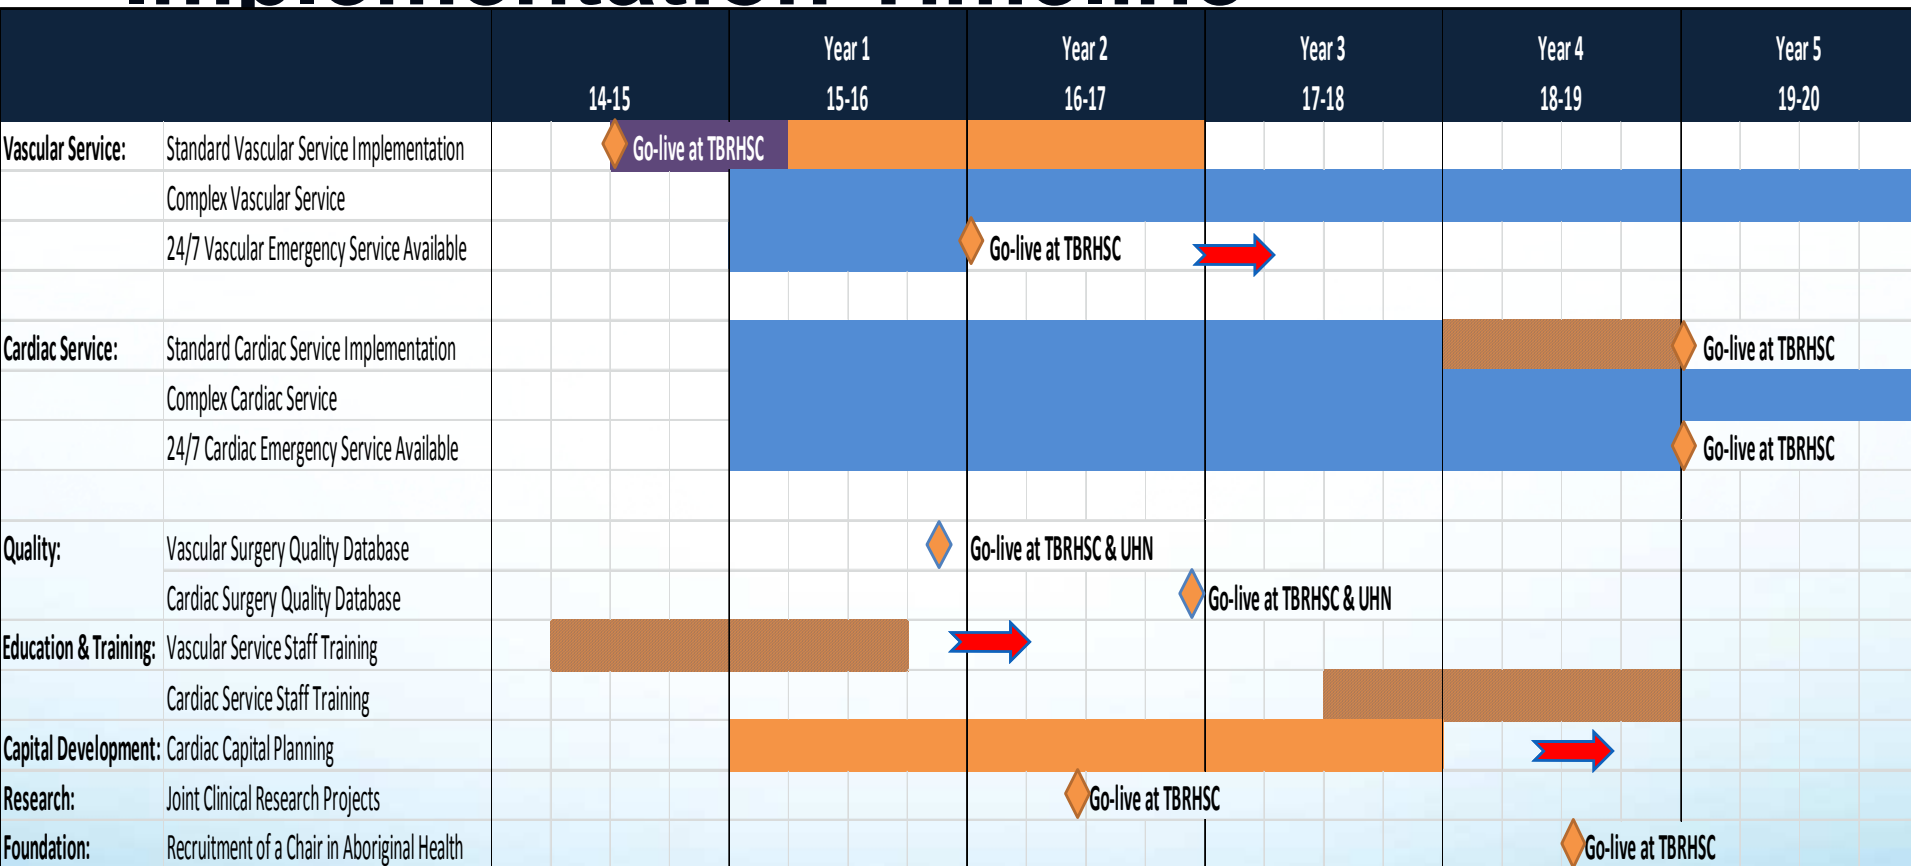 Implementation Timeline
Year 1 Year 2 Year 3 Year 4 Year 5
14-15 15-16 16-17 17-18 18-19 19-20
Vascular Service: Standard Vascular Service Implementation Go-live at TBRHSC
Complex Vascular Service
24/7 Vascular Emergency Service Available Go-live at TBRHSC
Cardiac Service: Standard Cardiac Service Implementation Go-live at TBRHSC
Complex Cardiac Service
24/7 Cardiac Emergency Service Available Go-live at TBRHSC
Quality: Vascular Surgery Quality Database Go-live at TBRHSC & UHN
Cardiac Surgery Quality Database Go-live at TBRHSC & UHN
Education & Training: Vascular Service Staff Training
Cardiac Service Staff Training
Capital Development: Cardiac Capital Planning
Research: Joint Clinical Research Projects Go-live at TBRHSC
Foundation: Recruitment of a Chair in Aboriginal Health Go-live at TBRHSC